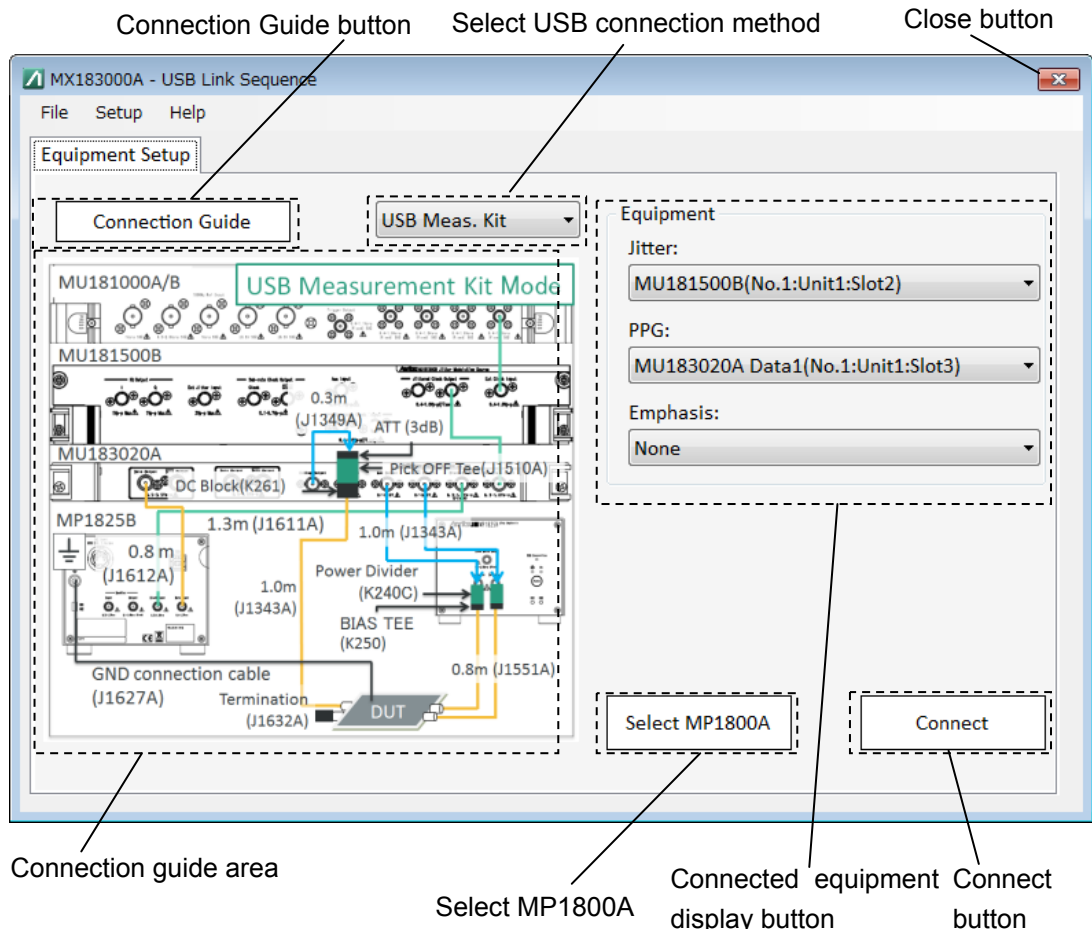 Connection Guide button
Select USB connection method
Close button
MX183000A - USB Link Sequence
File Setup Help
Equipment Setup
Connection Guide
USB Meas. Kit
Equipment
Jitter:
MU181500B(No.1:Unit1:Slot2)
PPG:
MU183020A Data1(No.1:Unit1:Slot3)
Emphasis:
None
MU181000A/B
USB Measurement Kit Mode
MU181500B
0.3m
(J1349A)
ATT (3dB)
MU183020A
Pick OFF Tee(J1510A)
DC Block(K261)
MP1825B
1.3m (J1611A)
1.0m (J1343A)
0.8 m
(J1612A)
1.0m
(J1343A)
Power Divider
(K240C)
BIAS TEE
(K250)
GND connection cable
(J1627A)
0.8m (J1551A)
Termination
(J1632A)
DUT
Select MP1800A
Connect
Connection guide area
Select MP1800A
Connected equipment
display button
Connect
button